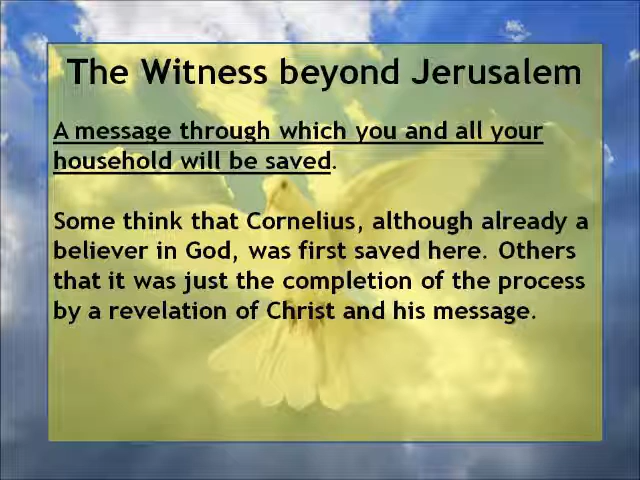 The Witness beyond Jerusalem
A message through which you and all your
household will be saved.
Some think that Cornelius, although already a
believer in God, was first saved here. Others
that it was just the completion of the process
by a revelation of Christ and his message.